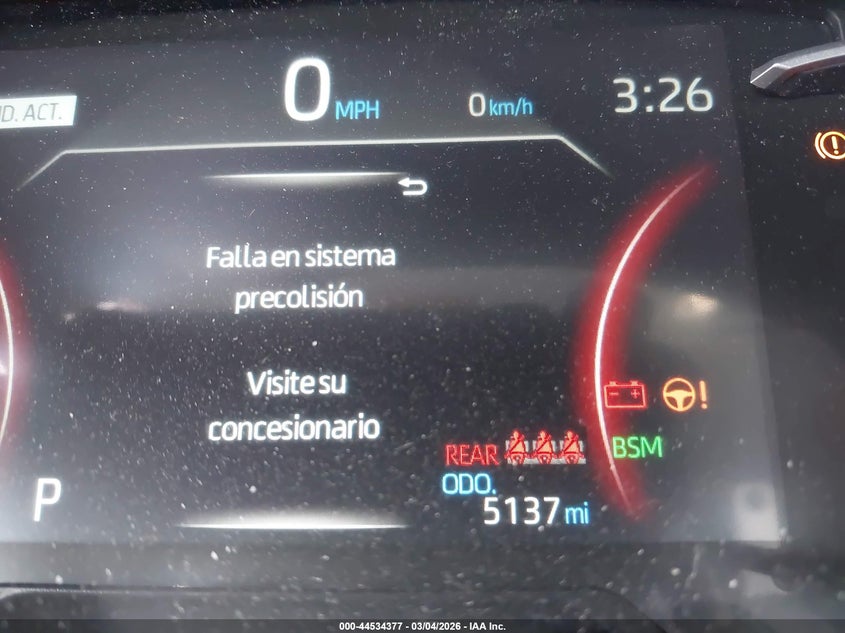 D. ACT.
0 MPH
0 km/h
3:26
Falla en sistema
precolisión
Visite su
concesionario
REAR
BSM
ODO.
P
5137 mi
000-44534377 - 03/04/2026 - IAA Inc.